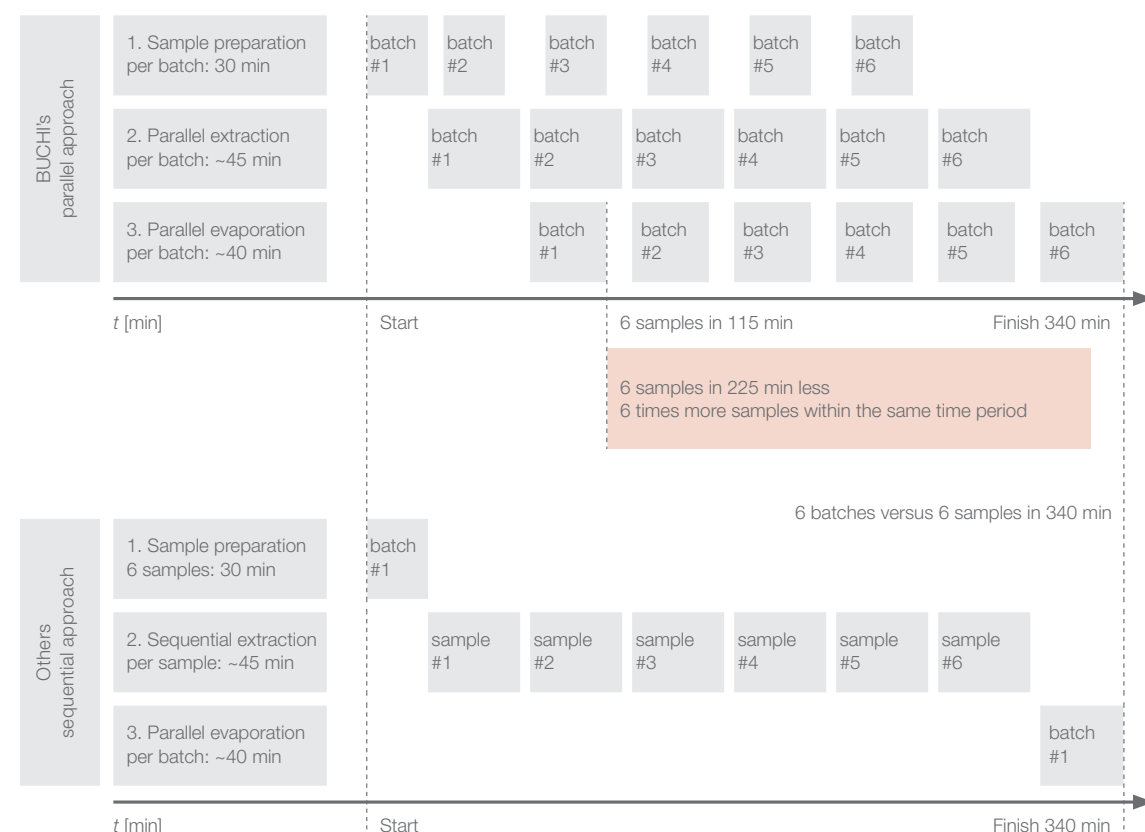 BUCHI's
parallel approach
1. Sample preparation
per batch: 30 min
batch
#1
batch
#2
batch
#3
batch
#4
batch
#5
batch
#6
2. Parallel extraction
per batch: ~45 min
batch
#1
batch
#2
batch
#3
batch
#4
batch
#5
batch
#6
3. Parallel evaporation
per batch: ~40 min
batch
#1
batch
#2
batch
#3
batch
#4
batch
#5
batch
#6
t [min]
Start
6 samples in 115 min
Finish 340 min
6 samples in 225 min less
6 times more samples within the same time period
6 batches versus 6 samples in 340 min
Others
sequential approach
1. Sample preparation
6 samples: 30 min
batch
#1
2. Sequential extraction
per sample: ~45 min
sample
#1
sample
#2
sample
#3
sample
#4
sample
#5
sample
#6
3. Parallel evaporation
per batch: ~40 min
batch
#1
t [min]
Start
Finish 340 min